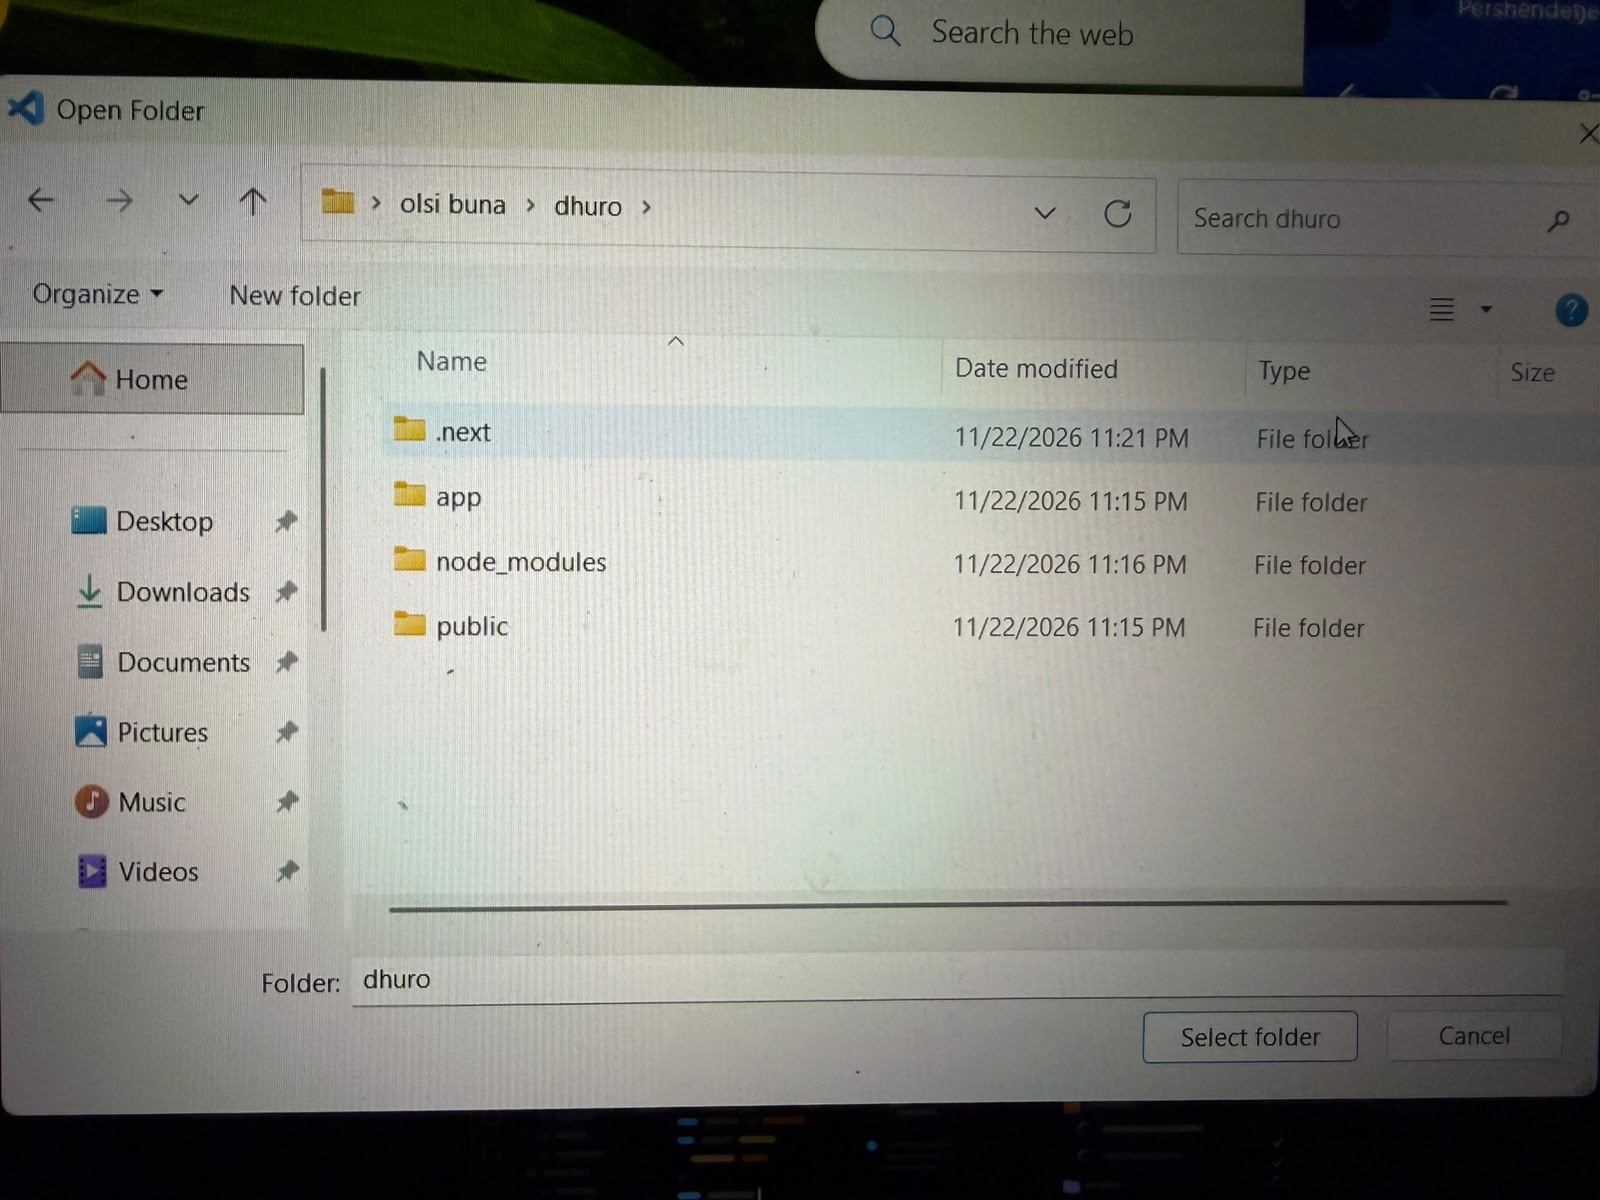 Search the web
Përshëndetje
Open Folder
olsi buna > dhuro >
Search dhuro
Organize
New folder
Home
Desktop
Downloads
Documents
Pictures
Music
Videos
Name
Date modified
Type
Size
.next
11/22/2026 11:21 PM
File folder
app
11/22/2026 11:15 PM
File folder
node_modules
11/22/2026 11:16 PM
File folder
public
11/22/2026 11:15 PM
File folder
Folder: dhuro
Select folder
Cancel